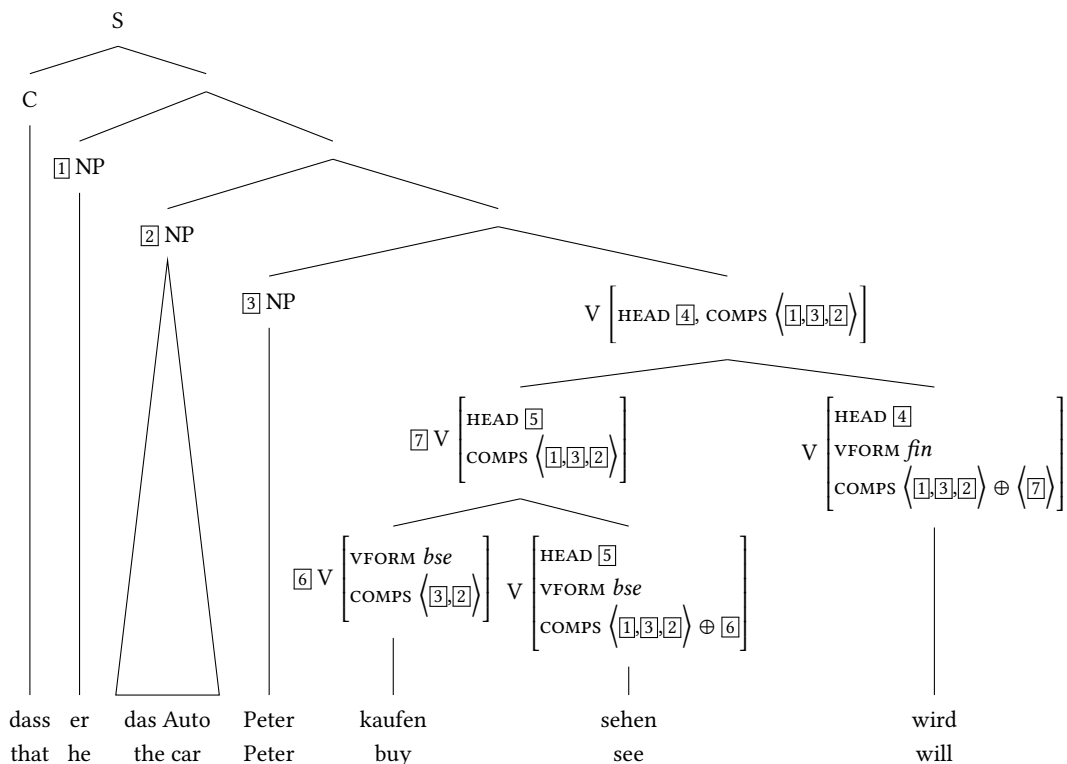 S
C
1 NP
2 NP
3 NP
V [HEAD 4, COMPS ⟨1,3,2⟩]
7 V [HEAD 5
COMPS ⟨1,3,2⟩]
V [HEAD 4
VFORM fin
COMPS ⟨1,3,2⟩ ⊕ ⟨7⟩]
6 V [VFORM bse
COMPS ⟨3,2⟩]
V [HEAD 5
VFORM bse
COMPS ⟨1,3,2⟩ ⊕ 6]
dass er das Auto Peter kaufen sehen wird
that he the car Peter buy see will